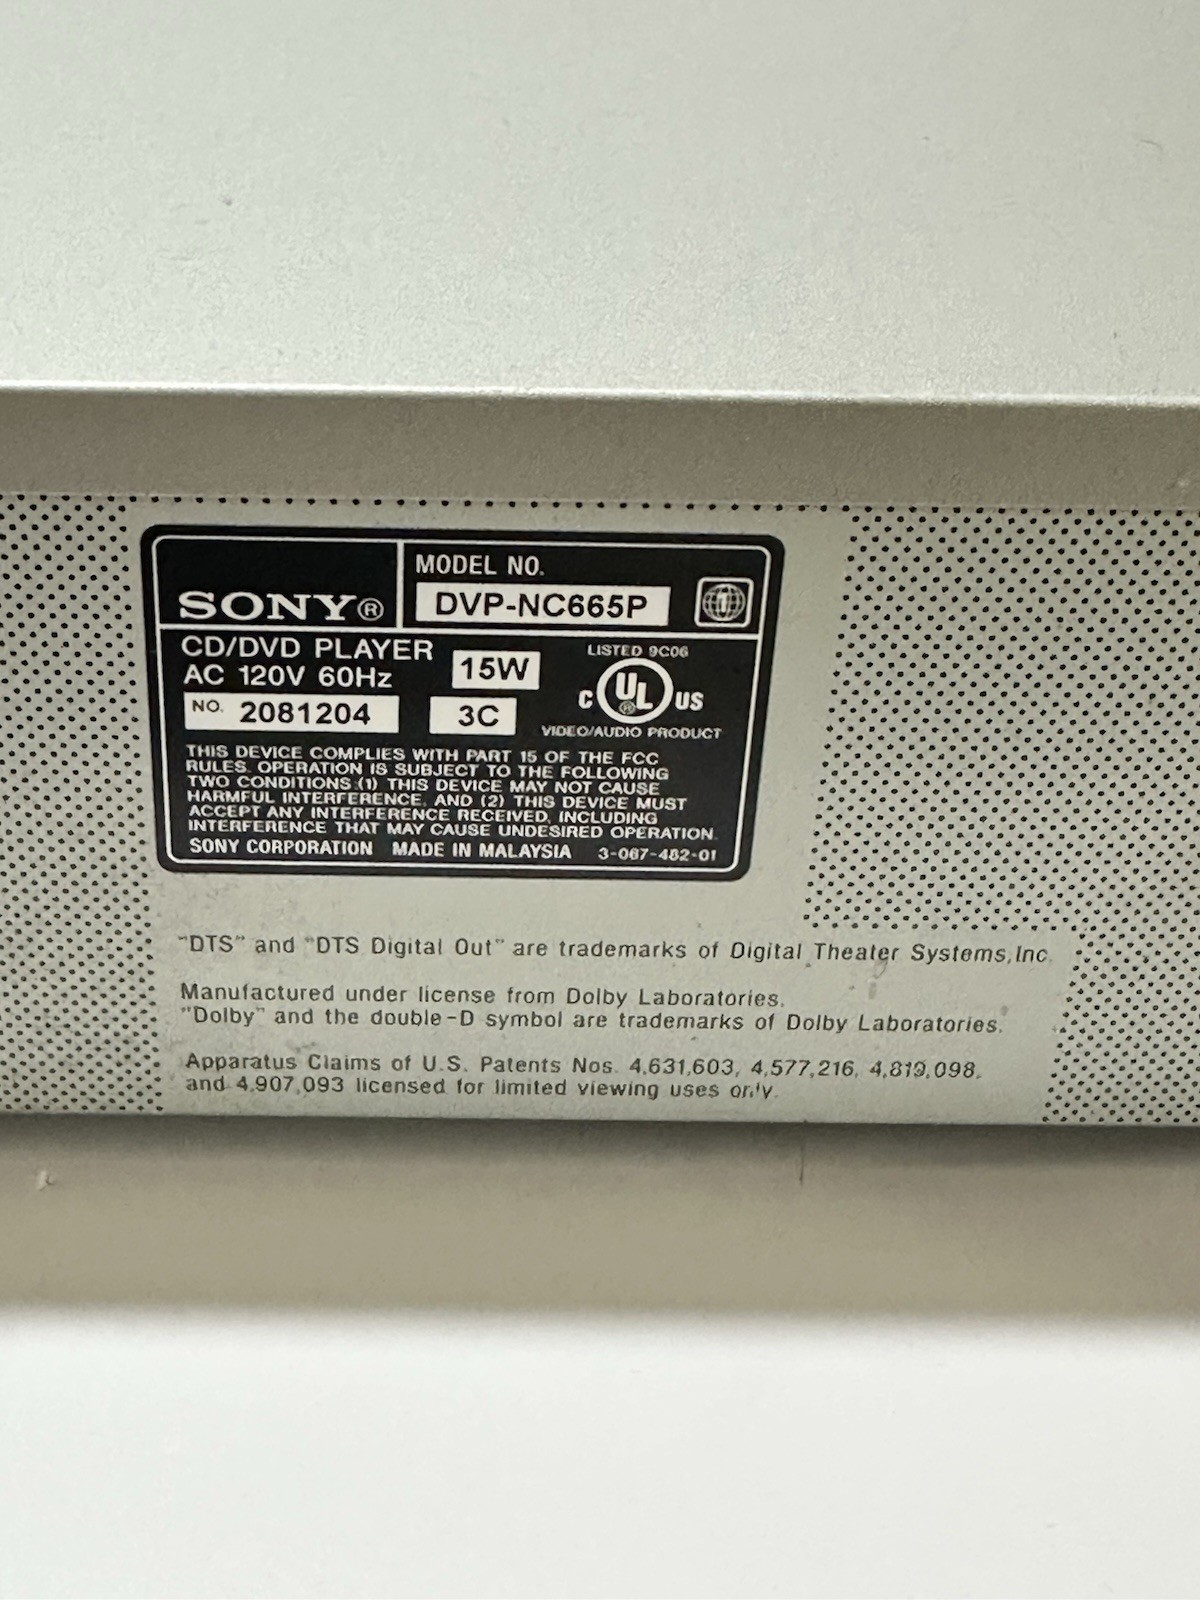 MODEL NO.
SONY® DVP-NC665P 1
CD/DVD PLAYER
AC 120V 60Hz 15W
NO. 2081204 3C
LISTED 9C06
C UL® US
VIDEO/AUDIO PRODUCT
THIS DEVICE COMPLIES WITH PART 15 OF THE FCC
RULES. OPERATION IS SUBJECT TO THE FOLLOWING
TWO CONDITIONS:(1) THIS DEVICE MAY NOT CAUSE
HARMFUL INTERFERENCE, AND (2) THIS DEVICE MUST
ACCEPT ANY INTERFERENCE RECEIVED, INCLUDING
INTERFERENCE THAT MAY CAUSE UNDESIRED OPERATION.
SONY CORPORATION MADE IN MALAYSIA 3-067-482-01
"DTS" and "DTS Digital Out" are trademarks of Digital Theater Systems,Inc.
Manufactured under license from Dolby Laboratories.
"Dolby" and the double-D symbol are trademarks of Dolby Laboratories.
Apparatus Claims of U.S. Patents Nos. 4,631,603, 4,577,216, 4,819,098,
and 4,907,093 licensed for limited viewing uses only.